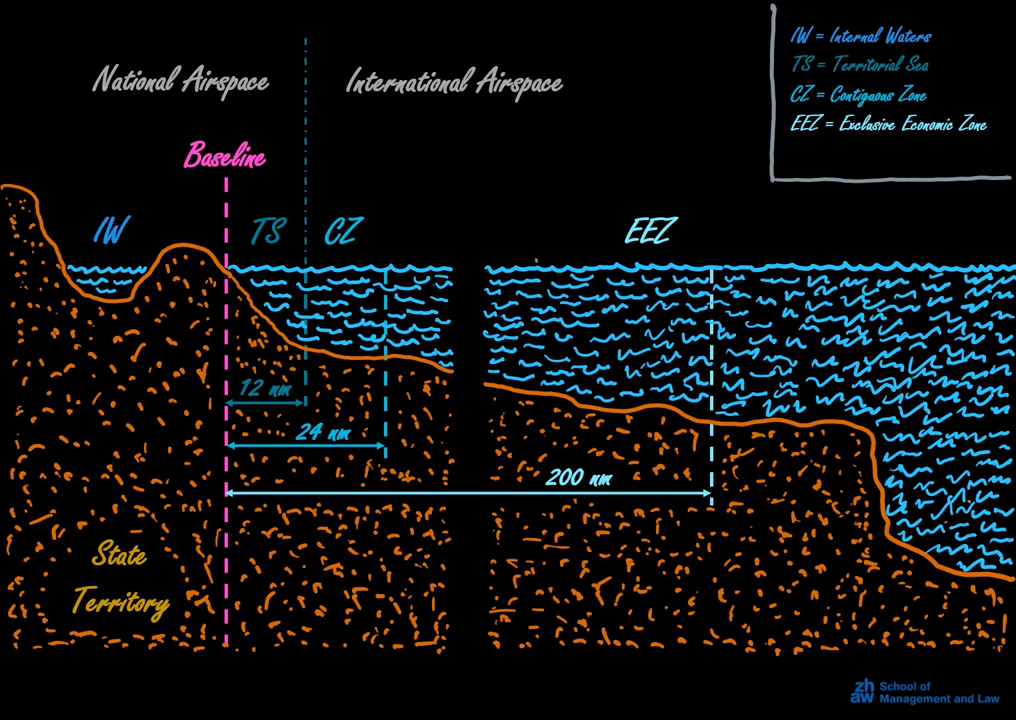 National Airspace
International Airspace
IW = Internal Waters
TS = Territorial Sea
CZ = Contiguous Zone
EEZ = Exclusive Economic Zone
Baseline
IW
TS
CZ
EEZ
12 nm
24 nm
200 nm
State
Territory
zh
aw
School of
Management and Law